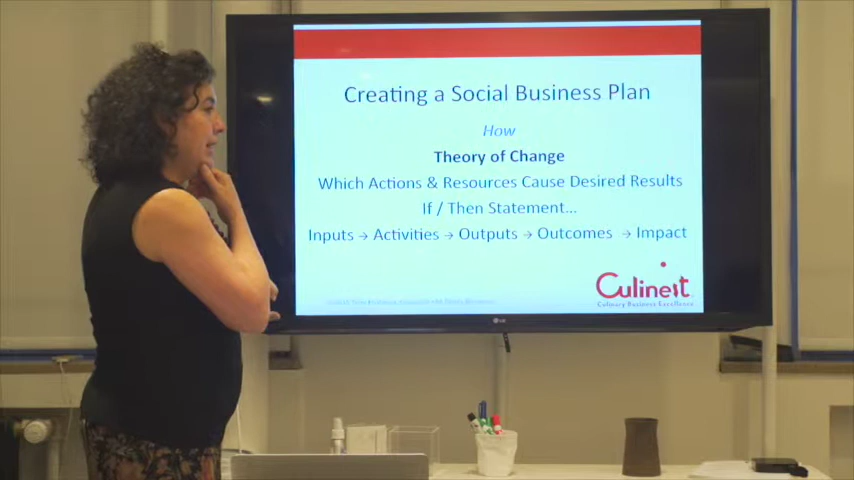 Creating a Social Business Plan
How
Theory of Change
Which Actions & Resources Cause Desired Results
If / Then Statement...
Inputs → Activities → Outputs → Outcomes → Impact
Culineit
Culinary Business Excellence
LG